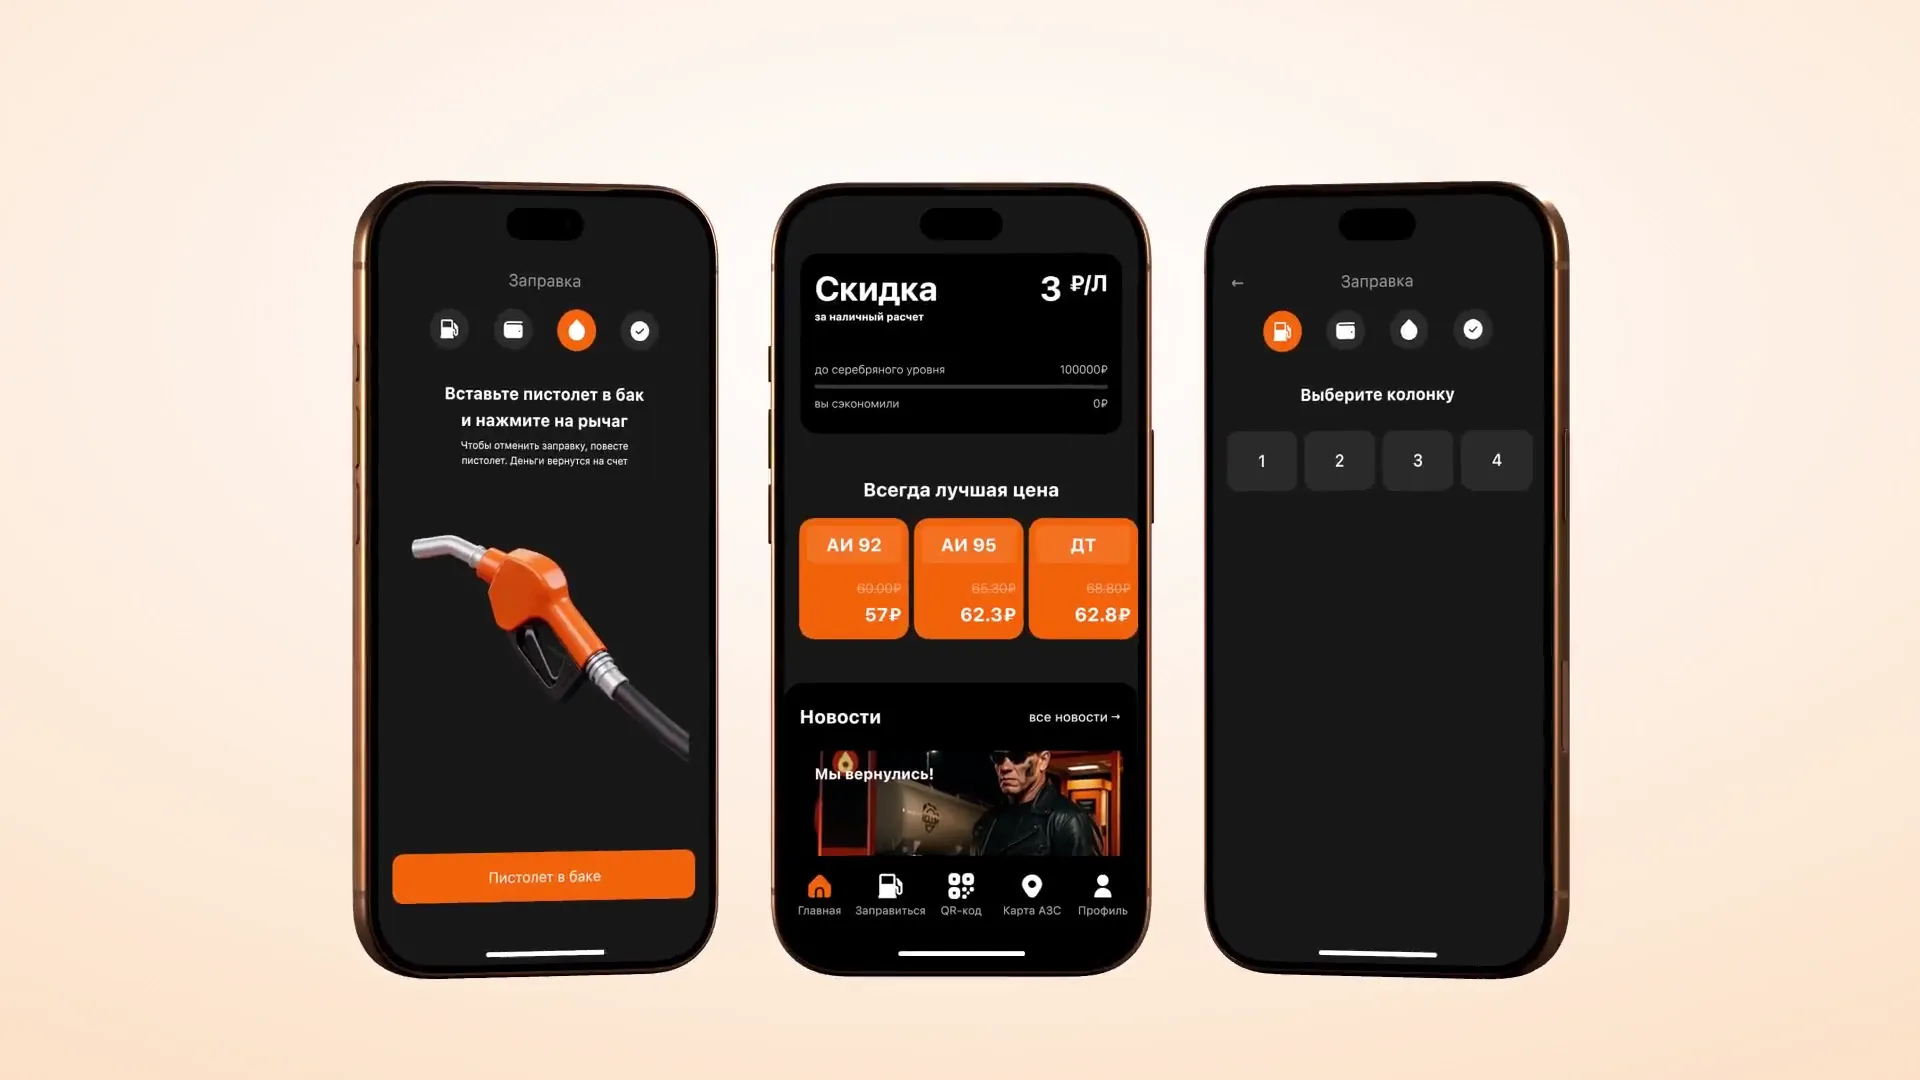 Заправка
Вставьте пистолет в бак
и нажмите на рычаг
Чтобы отменить заправку, повесте
пистолет. Деньги вернутся на счет
Пистолет в баке
Скидка
3 ₽/Л
за наличный расчет
до серебряного уровня 100000₽
вы сэкономили 0₽
Всегда лучшая цена
АИ 92
60.00₽
57₽
АИ 95
65.30₽
62.3₽
ДТ
68.80₽
62.8₽
Новости
все новости →
Мы вернулись!
Главная
Заправиться
QR-код
Карта АЗС
Профиль
←
Заправка
Выберите колонку
1 2 3 4